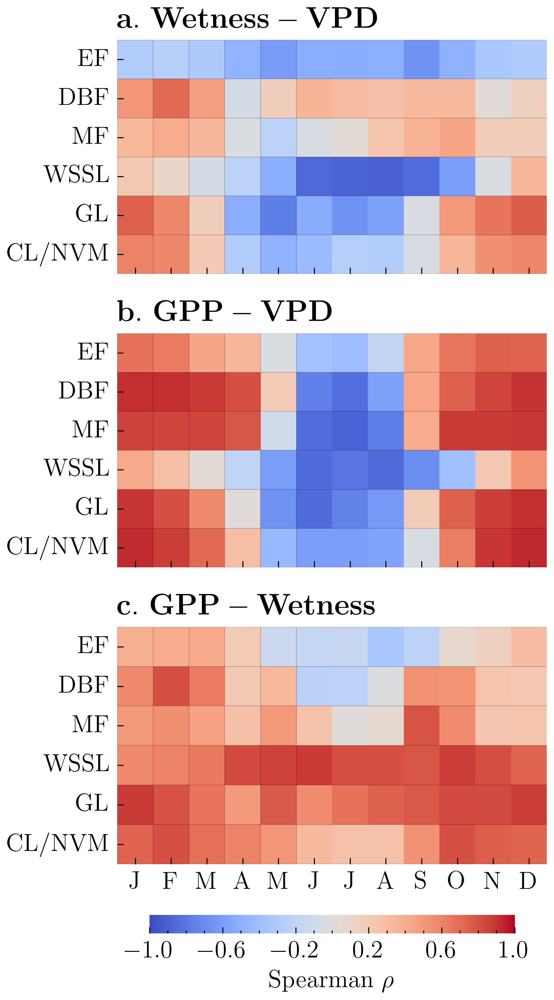 a. Wetness – VPD
EF
DBF
MF
WSSL
GL
CL/NVM
b. GPP – VPD
EF
DBF
MF
WSSL
GL
CL/NVM
c. GPP – Wetness
EF
DBF
MF
WSSL
GL
CL/NVM
J F M A M J J A S O N D
−1.0 −0.6 −0.2 0.2 0.6 1.0
Spearman ρ